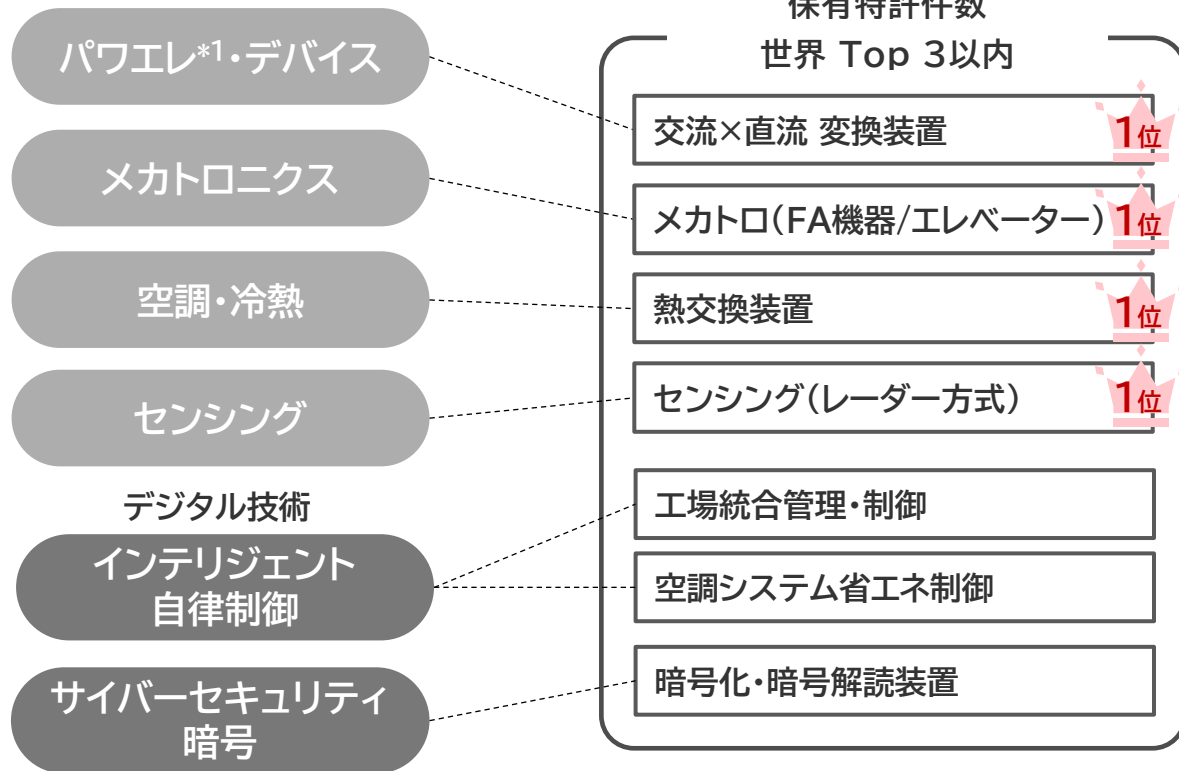 保有特許件数
世界 Top 3以内
パワエレ*1・デバイス
交流×直流 変換装置
1位
メカトロニクス
メカトロ(FA機器/エレベーター)
1位
空調・冷熱
熱交換装置
1位
センシング
センシング(レーダー方式)
1位
デジタル技術
インテリジェント
自律制御
工場統合管理・制御
空調システム省エネ制御
サイバーセキュリティ
暗号
暗号化・暗号解読装置